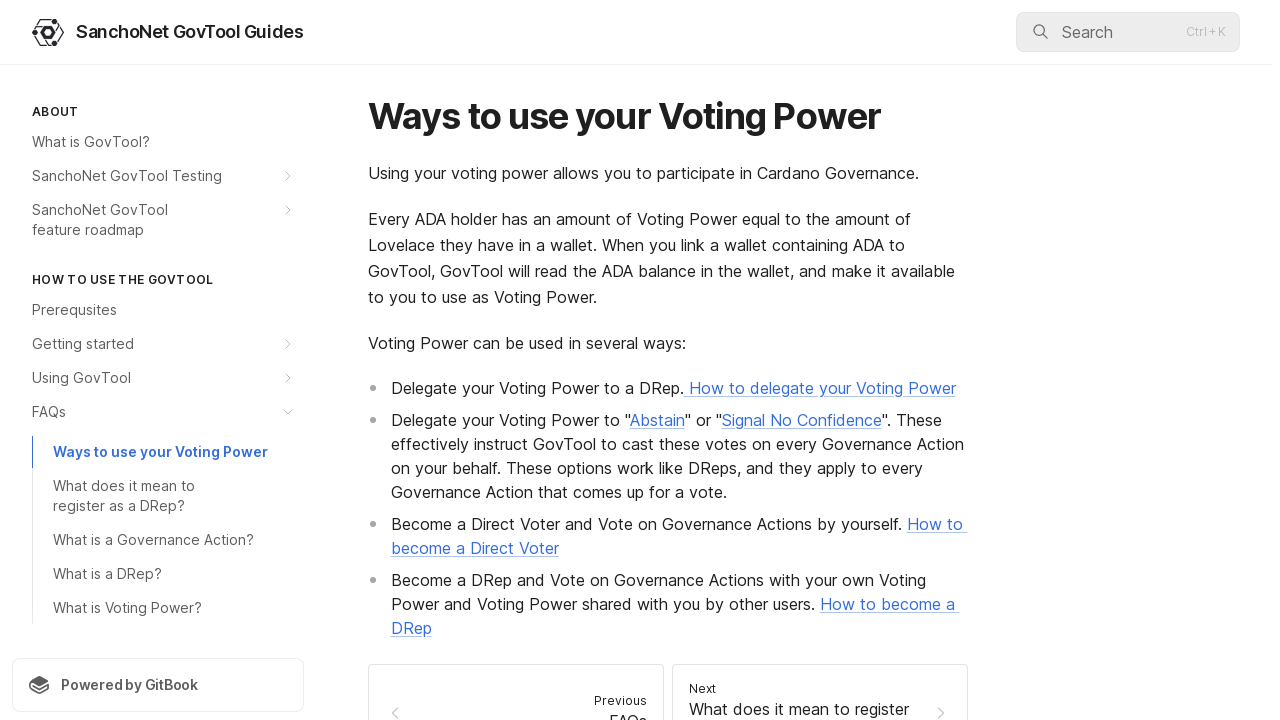 SanchoNet GovTool Guides
Search
Ctrl + K
ABOUT
What is GovTool?
SanchoNet GovTool Testing
SanchoNet GovTool
feature roadmap
HOW TO USE THE GOVTOOL
Prerequsites
Getting started
Using GovTool
FAQs
Ways to use your Voting Power
What does it mean to
register as a DRep?
What is a Governance Action?
What is a DRep?
What is Voting Power?
Powered by GitBook
Ways to use your Voting Power
Using your voting power allows you to participate in Cardano Governance.
Every ADA holder has an amount of Voting Power equal to the amount of
Lovelace they have in a wallet. When you link a wallet containing ADA to
GovTool, GovTool will read the ADA balance in the wallet, and make it available
to you to use as Voting Power.
Voting Power can be used in several ways:
Delegate your Voting Power to a DRep. How to delegate your Voting Power
Delegate your Voting Power to "Abstain" or "Signal No Confidence". These
effectively instruct GovTool to cast these votes on every Governance Action
on your behalf. These options work like DReps, and they apply to every
Governance Action that comes up for a vote.
Become a Direct Voter and Vote on Governance Actions by yourself. How to
become a Direct Voter
Become a DRep and Vote on Governance Actions with your own Voting
Power and Voting Power shared with you by other users. How to become a
DRep
Previous
FAQs
Next
What does it mean to register